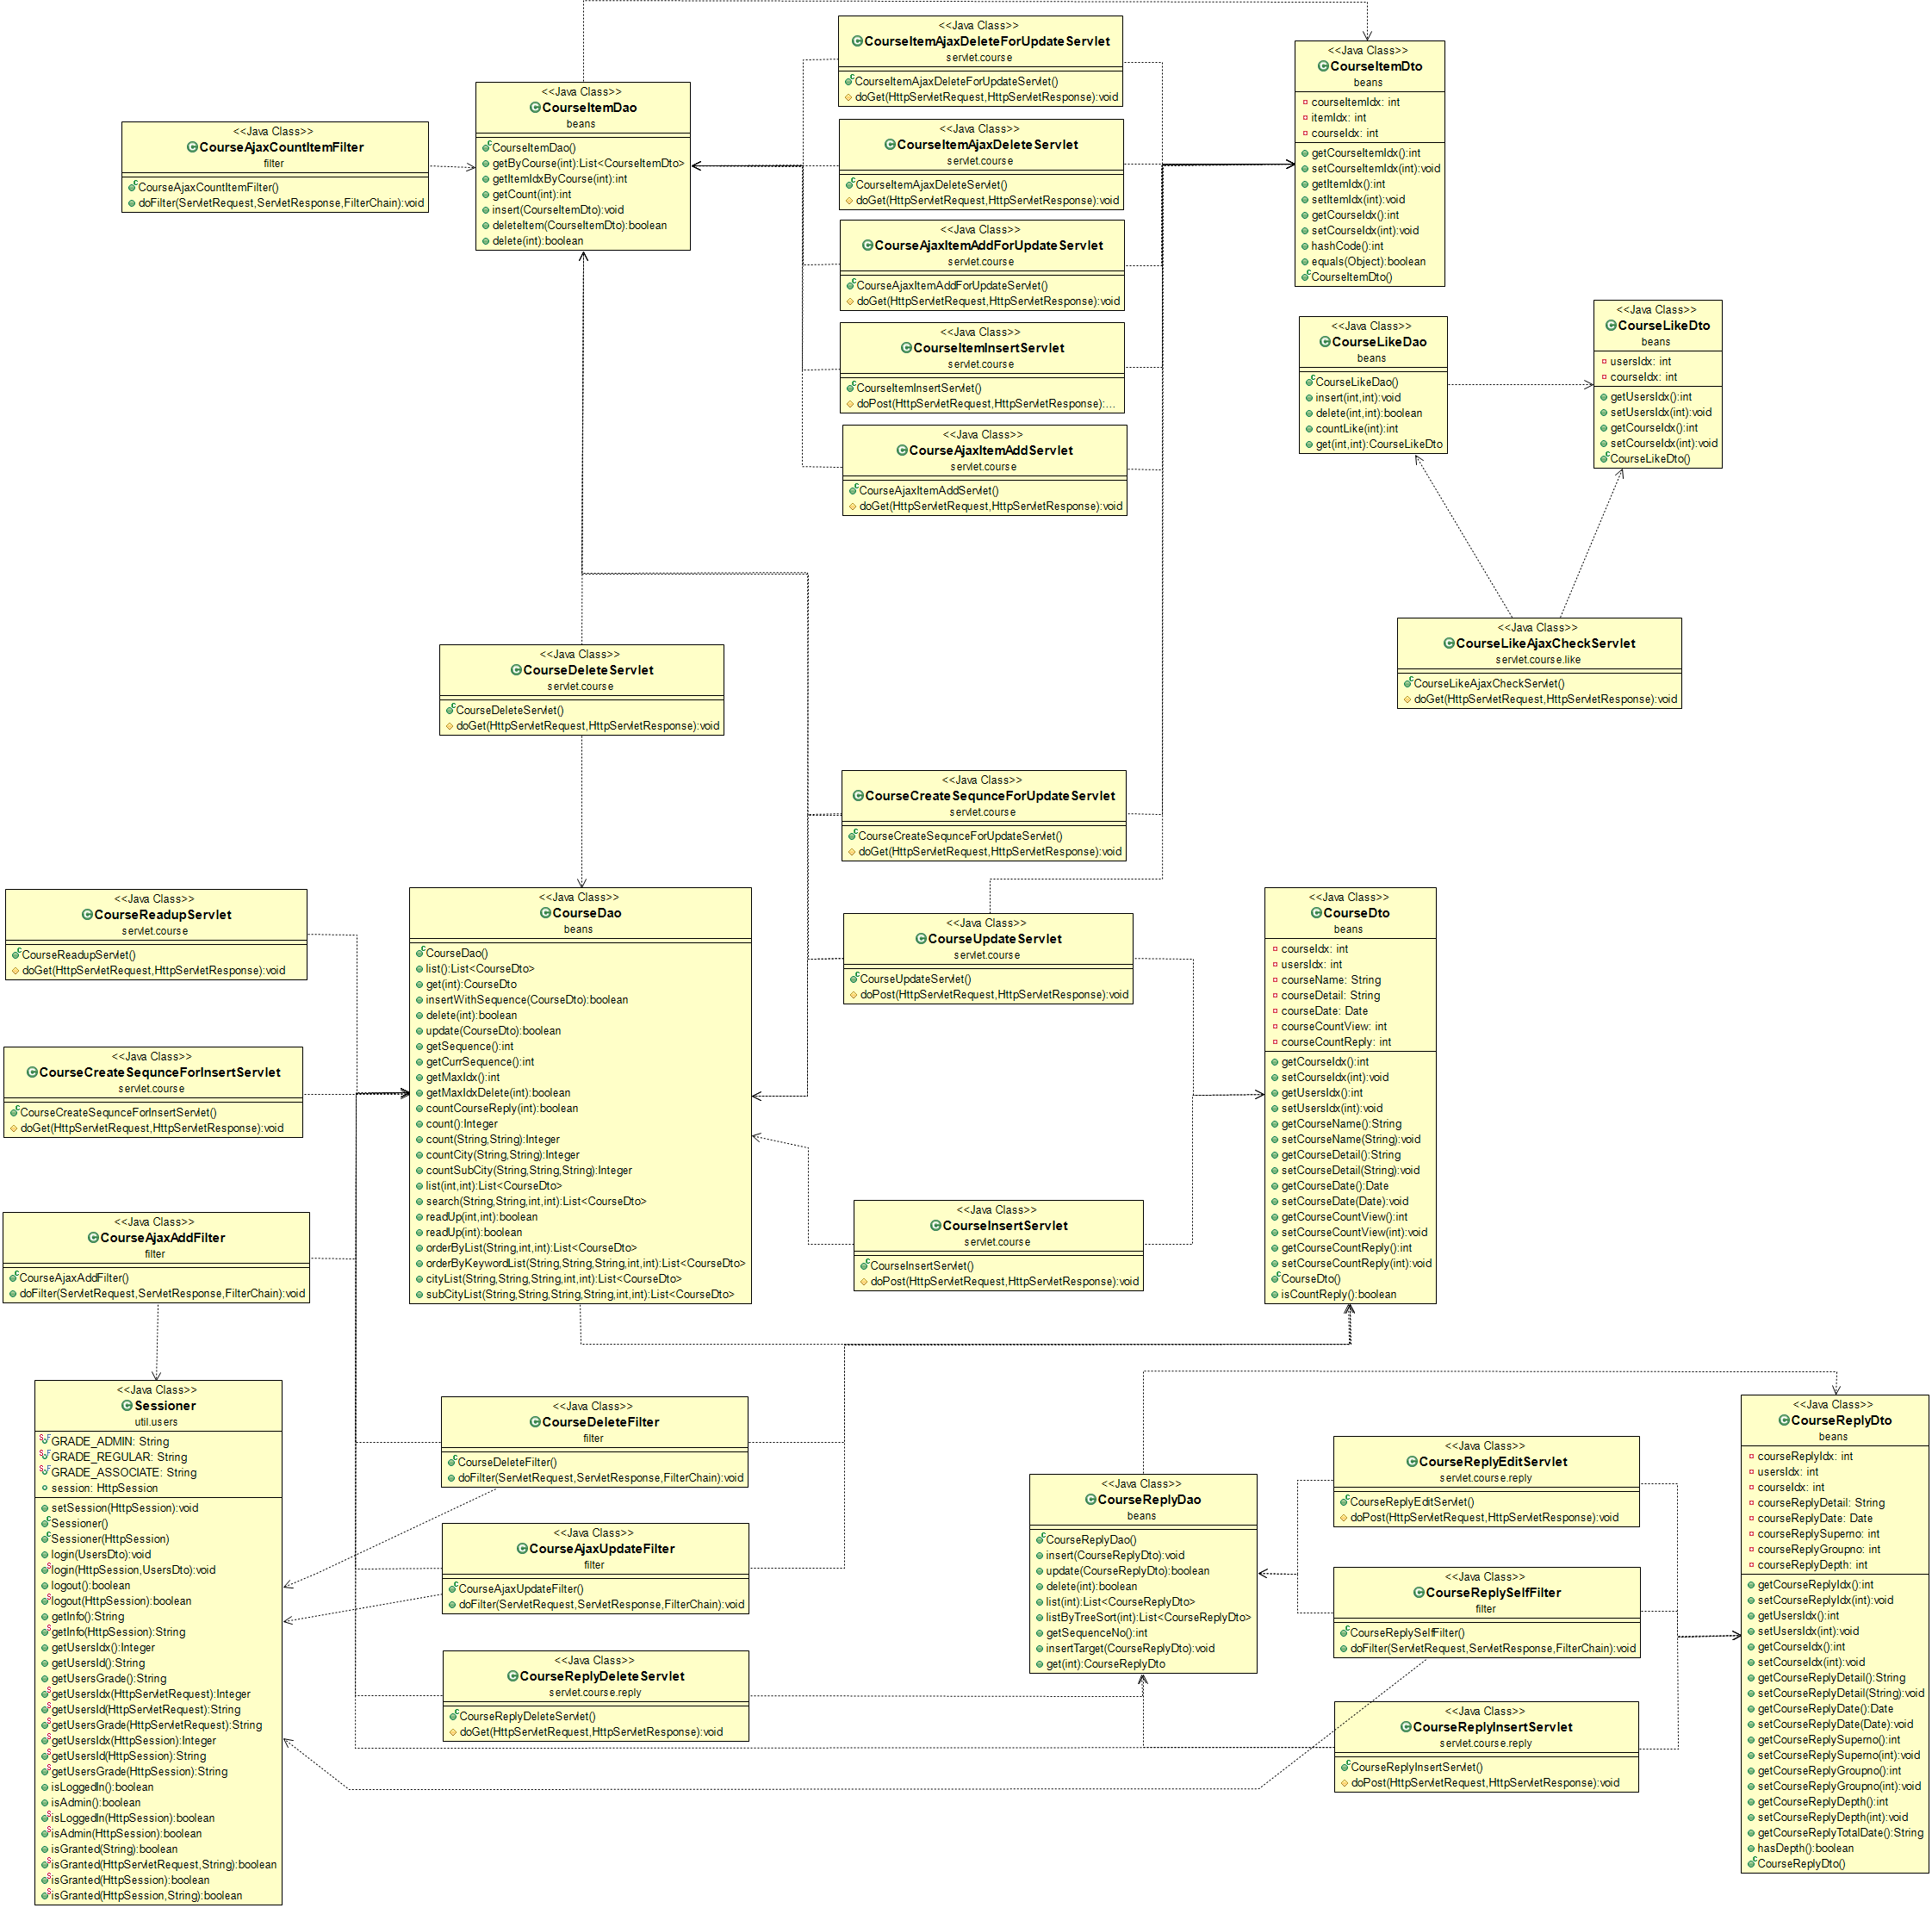 <<Java Class>>
CourseItemAjaxDeleteForUpdateServlet
servlet.course
CourseItemAjaxDeleteForUpdateServlet()
doGet(HttpServletRequest,HttpServletResponse):void
<<Java Class>>
CourseItemDto
beans
courseItemIdx: int
itemIdx: int
courseIdx: int
getCourseItemIdx():int
setCourseItemIdx(int):void
getItemIdx():int
setItemIdx(int):void
getCourseIdx():int
setCourseIdx(int):void
hashCode():int
equals(Object):boolean
CourseItemDto()
<<Java Class>>
CourseItemDao
beans
CourseItemDao()
getByCourse(int):List<CourseItemDto>
getItemIdxByCourse(int):int
getCount(int):int
insert(CourseItemDto):void
deleteItem(CourseItemDto):boolean
delete(int):boolean
<<Java Class>>
CourseAjaxCountItemFilter
filter
CourseAjaxCountItemFilter()
doFilter(ServletRequest,ServletResponse,FilterChain):void
<<Java Class>>
CourseItemAjaxDeleteServlet
servlet.course
CourseItemAjaxDeleteServlet()
doGet(HttpServletRequest,HttpServletResponse):void
<<Java Class>>
CourseAjaxItemAddForUpdateServlet
servlet.course
CourseAjaxItemAddForUpdateServlet()
doGet(HttpServletRequest,HttpServletResponse):void
<<Java Class>>
CourseItemInsertServlet
servlet.course
CourseItemInsertServlet()
doPost(HttpServletRequest,HttpServletResponse):...
<<Java Class>>
CourseAjaxItemAddServlet
servlet.course
CourseAjaxItemAddServlet()
doGet(HttpServletRequest,HttpServletResponse):void
<<Java Class>>
CourseLikeDao
beans
CourseLikeDao()
insert(int,int):void
delete(int,int):boolean
countLike(int):int
get(int,int):CourseLikeDto
<<Java Class>>
CourseLikeDto
beans
usersIdx: int
courseIdx: int
getUsersIdx():int
setUsersIdx(int):void
getCourseIdx():int
setCourseIdx(int):void
CourseLikeDto()
<<Java Class>>
CourseLikeAjaxCheckServlet
servlet.course.like
CourseLikeAjaxCheckServlet()
doGet(HttpServletRequest,HttpServletResponse):void
<<Java Class>>
CourseDeleteServlet
servlet.course
CourseDeleteServlet()
doGet(HttpServletRequest,HttpServletResponse):void
<<Java Class>>
CourseCreateSequnceForUpdateServlet
servlet.course
CourseCreateSequnceForUpdateServlet()
doGet(HttpServletRequest,HttpServletResponse):void
<<Java Class>>
CourseReadupServlet
servlet.course
CourseReadupServlet()
doGet(HttpServletRequest,HttpServletResponse):void
<<Java Class>>
CourseDao
beans
CourseDao()
list():List<CourseDto>
get(int):CourseDto
insertWithSequence(CourseDto):boolean
delete(int):boolean
update(CourseDto):boolean
getSequence():int
getCurrSequence():int
getMaxIdx():int
getMaxIdxDelete(int):boolean
countCourseReply(int):boolean
count():Integer
count(String,String):Integer
countCity(String,String):Integer
countSubCity(String,String,String):Integer
list(int,int):List<CourseDto>
search(String,String,int,int):List<CourseDto>
readUp(int,int):boolean
readUp(int):boolean
orderByList(String,int,int):List<CourseDto>
orderByKeywordList(String,String,String,int,int):List<CourseDto>
cityList(String,String,String,int,int):List<CourseDto>
subCityList(String,String,String,String,int,int):List<CourseDto>
<<Java Class>>
CourseUpdateServlet
servlet.course
CourseUpdateServlet()
doPost(HttpServletRequest,HttpServletResponse):void
<<Java Class>>
CourseDto
beans
courseIdx: int
usersIdx: int
courseName: String
courseDetail: String
courseDate: Date
courseCountView: int
courseCountReply: int
getCourseIdx():int
setCourseIdx(int):void
getUsersIdx():int
setUsersIdx(int):void
getCourseName():String
setCourseName(String):void
getCourseDetail():String
setCourseDetail(String):void
getCourseDate():Date
setCourseDate(Date):void
getCourseCountView():int
setCourseCountView(int):void
getCourseCountReply():int
setCourseCountReply(int):void
CourseDto()
isCountReply():boolean
<<Java Class>>
CourseCreateSequnceForInsertServlet
servlet.course
CourseCreateSequnceForInsertServlet()
doGet(HttpServletRequest,HttpServletResponse):void
<<Java Class>>
CourseInsertServlet
servlet.course
CourseInsertServlet()
doPost(HttpServletRequest,HttpServletResponse):void
<<Java Class>>
CourseAjaxAddFilter
filter
CourseAjaxAddFilter()
doFilter(ServletRequest,ServletResponse,FilterChain):void
<<Java Class>>
Sessioner
util.users
GRADE_ADMIN: String
GRADE_REGULAR: String
GRADE_ASSOCIATE: String
session: HttpSession
setSession(HttpSession):void
Sessioner()
Sessioner(HttpSession)
login(UsersDto):void
login(HttpSession,UsersDto):void
logout():boolean
logout(HttpSession):boolean
getInfo():String
getInfo(HttpSession):String
getUsersIdx():Integer
getUsersId():String
getUsersGrade():String
getUsersIdx(HttpServletRequest):Integer
getUsersId(HttpServletRequest):String
getUsersGrade(HttpServletRequest):String
getUsersIdx(HttpSession):Integer
getUsersId(HttpSession):String
getUsersGrade(HttpSession):String
isLoggedIn():boolean
isAdmin():boolean
isLoggedIn(HttpSession):boolean
isAdmin(HttpSession):boolean
isGranted(String):boolean
isGranted(HttpServletRequest,String):boolean
isGranted(HttpSession):boolean
isGranted(HttpSession,String):boolean
<<Java Class>>
CourseDeleteFilter
filter
CourseDeleteFilter()
doFilter(ServletRequest,ServletResponse,FilterChain):void
<<Java Class>>
CourseAjaxUpdateFilter
filter
CourseAjaxUpdateFilter()
doFilter(ServletRequest,ServletResponse,FilterChain):void
<<Java Class>>
CourseReplyDeleteServlet
servlet.course.reply
CourseReplyDeleteServlet()
doGet(HttpServletRequest,HttpServletResponse):void
<<Java Class>>
CourseReplyDao
beans
CourseReplyDao()
insert(CourseReplyDto):void
update(CourseReplyDto):boolean
delete(int):boolean
list(int):List<CourseReplyDto>
listByTreeSort(int):List<CourseReplyDto>
getSequenceNo():int
insertTarget(CourseReplyDto):void
get(int):CourseReplyDto
<<Java Class>>
CourseReplyEditServlet
servlet.course.reply
CourseReplyEditServlet()
doPost(HttpServletRequest,HttpServletResponse):void
<<Java Class>>
CourseReplySelfFilter
filter
CourseReplySelfFilter()
doFilter(ServletRequest,ServletResponse,FilterChain):void
<<Java Class>>
CourseReplyInsertServlet
servlet.course.reply
CourseReplyInsertServlet()
doPost(HttpServletRequest,HttpServletResponse):void
<<Java Class>>
CourseReplyDto
beans
courseReplyIdx: int
usersIdx: int
courseIdx: int
courseReplyDetail: String
courseReplyDate: Date
courseReplySuperno: int
courseReplyGroupno: int
courseReplyDepth: int
getCourseReplyIdx():int
setCourseReplyIdx(int):void
getUsersIdx():int
setUsersIdx(int):void
getCourseIdx():int
setCourseIdx(int):void
getCourseReplyDetail():String
setCourseReplyDetail(String):void
getCourseReplyDate():Date
setCourseReplyDate(Date):void
getCourseReplySuperno():int
setCourseReplySuperno(int):void
getCourseReplyGroupno():int
setCourseReplyGroupno(int):void
getCourseReplyDepth():int
setCourseReplyDepth(int):void
getCourseReplyTotalDate():String
hasDepth():boolean
CourseReplyDto()